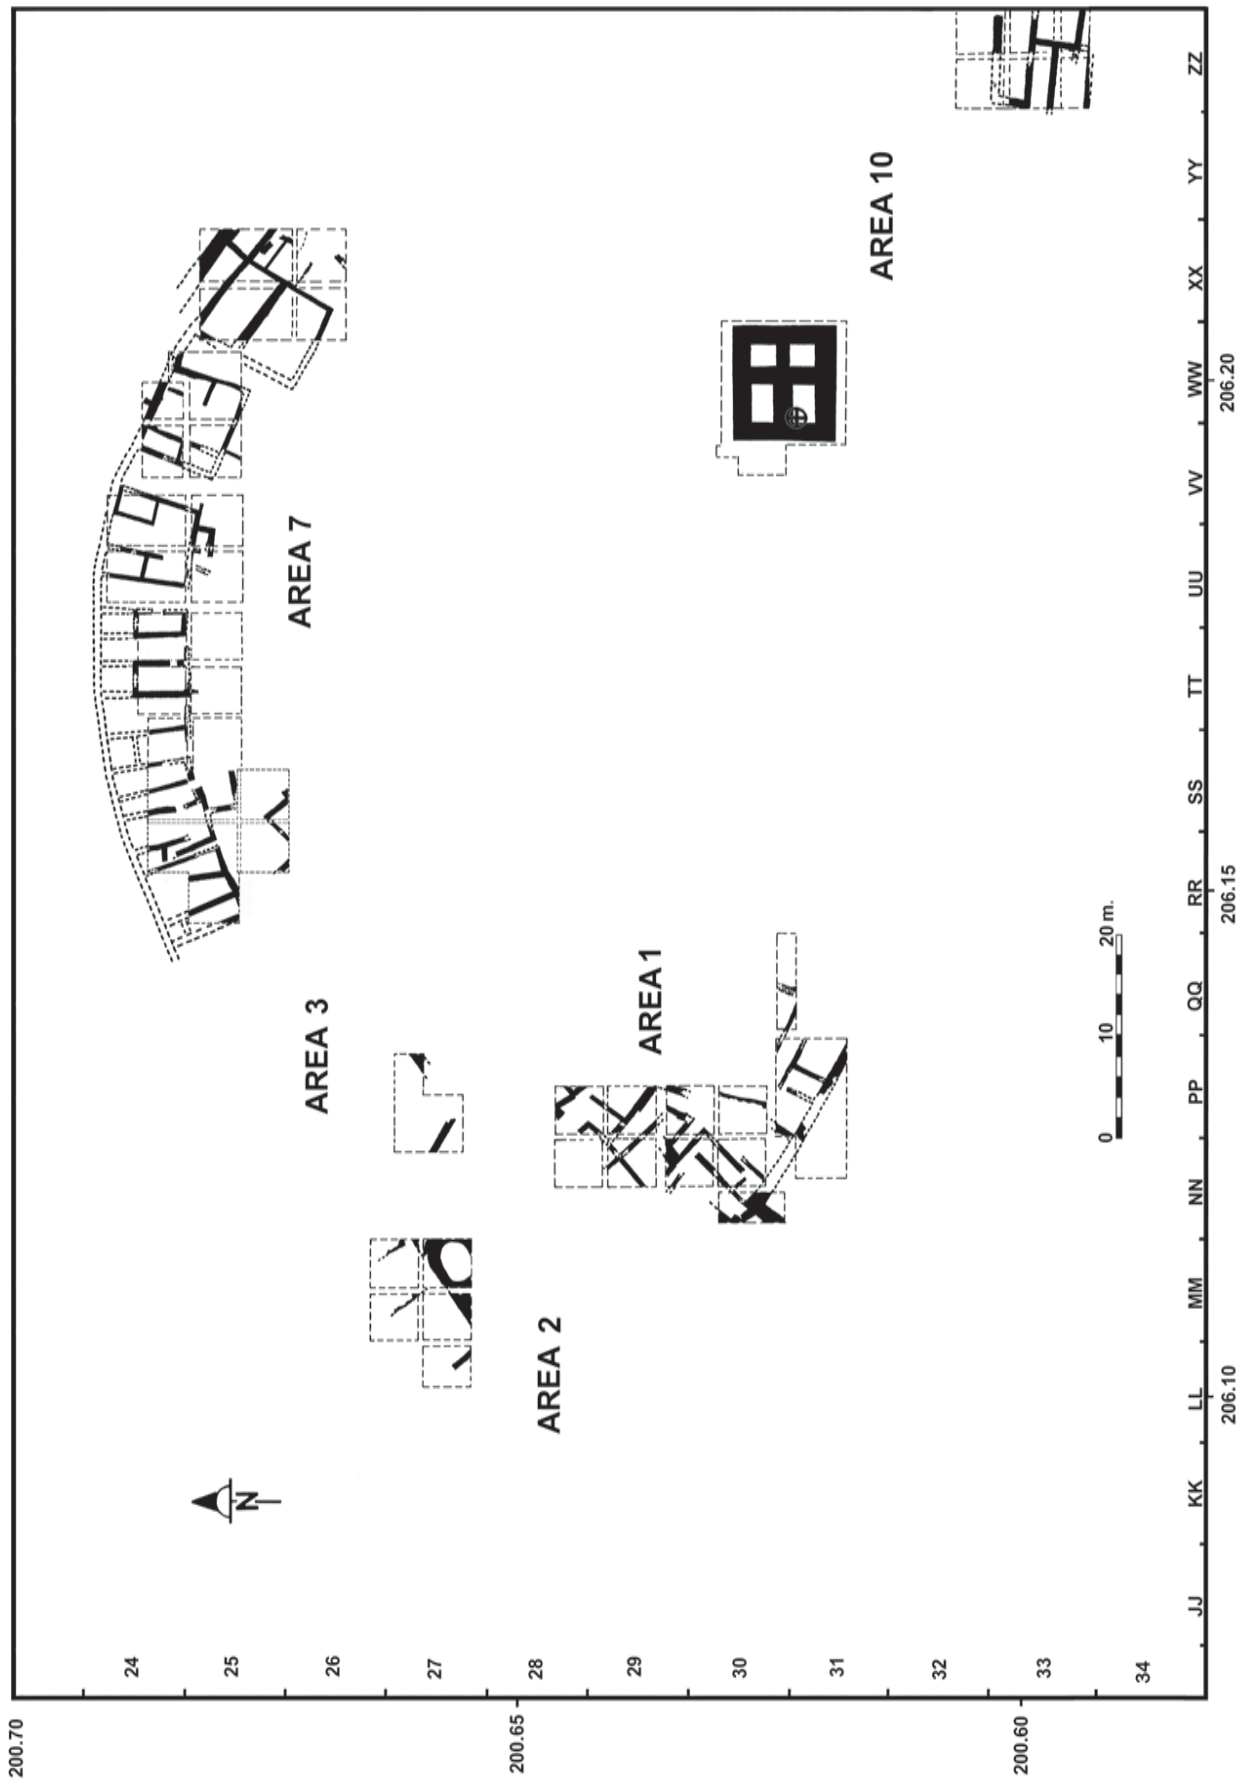 AREA 7
AREA 3
AREA 1
AREA 2
AREA 10
N
0 10 20 m.
JJ KK LL MM NN PP QQ RR SS TT UU VV WW XX YY ZZ
206.10 206.15 206.20
24
25
26
27
28
29
30
31
32
33
34
200.70
200.65
200.60